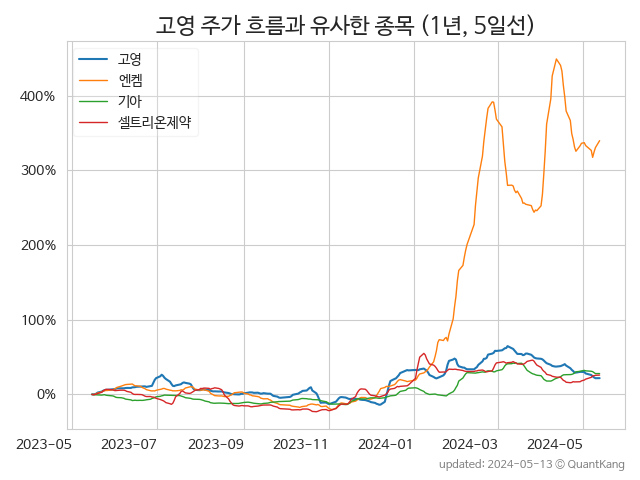 고영 주가 흐름과 유사한 종목 (1년, 5일선)
고영
엔켐
기아
셀트리온제약
400%
300%
200%
100%
0%
2023-05 2023-07 2023-09 2023-11 2024-01 2024-03 2024-05
updated: 2024-05-13 © QuantKang